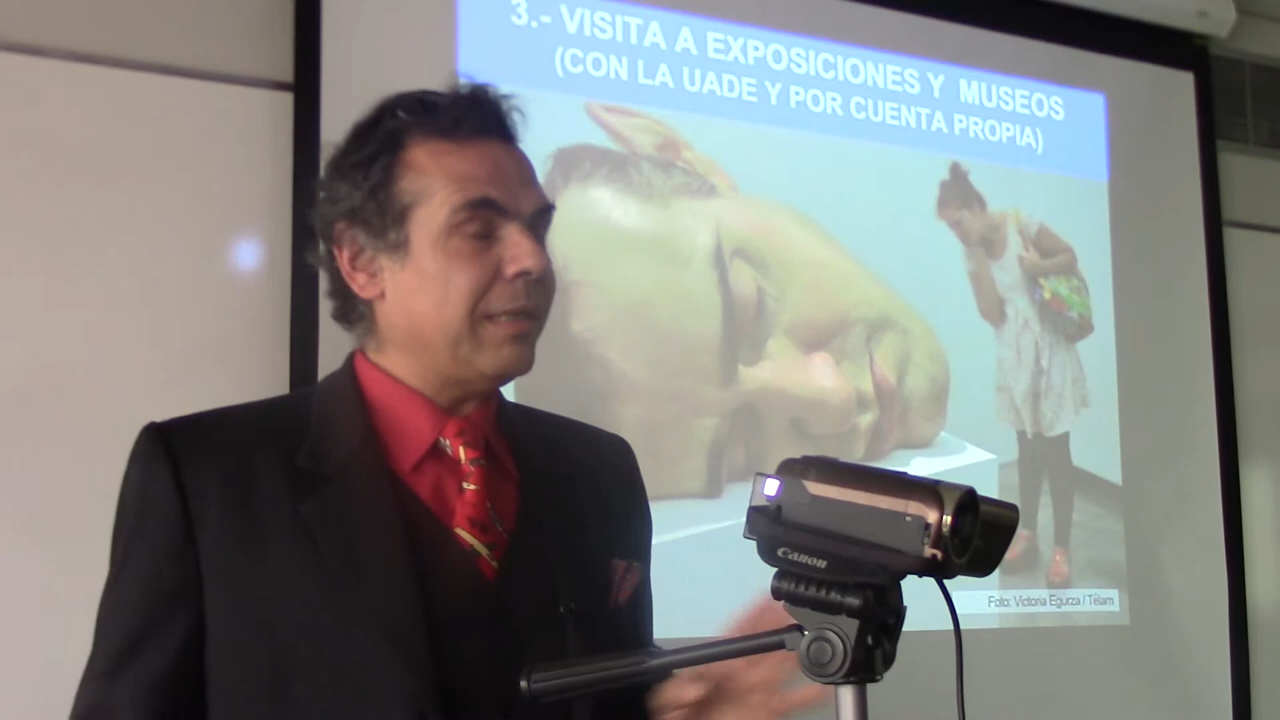 3.- VISITA A EXPOSICIONES Y MUSEOS
(CON LA UADE Y POR CUENTA PROPIA)
Canon
Foto: Victoria Egurza / Télam